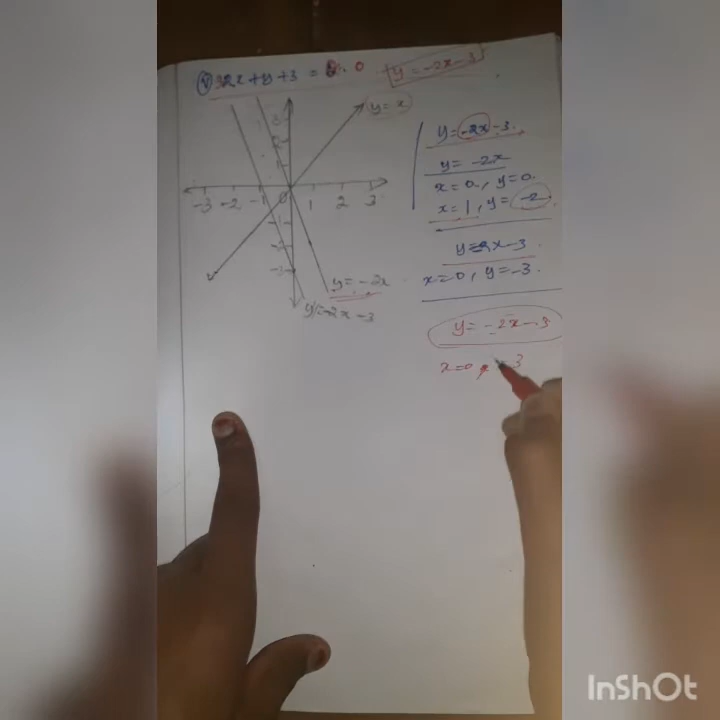 (V) 2x + y + 3 = 0
y = -2x - 3
y = x
3
2
1
-3 -2 -1 0 1 2 3
-1
-2
-3
y = -2x
y = -2x - 3
y = -2x - 3.
y = -2x
x = 0, y = 0.
x = 1, y = -2
y = 2x - 3
x = 0, y = -3.
y = -2x - 3
x = 0 3
InShOt